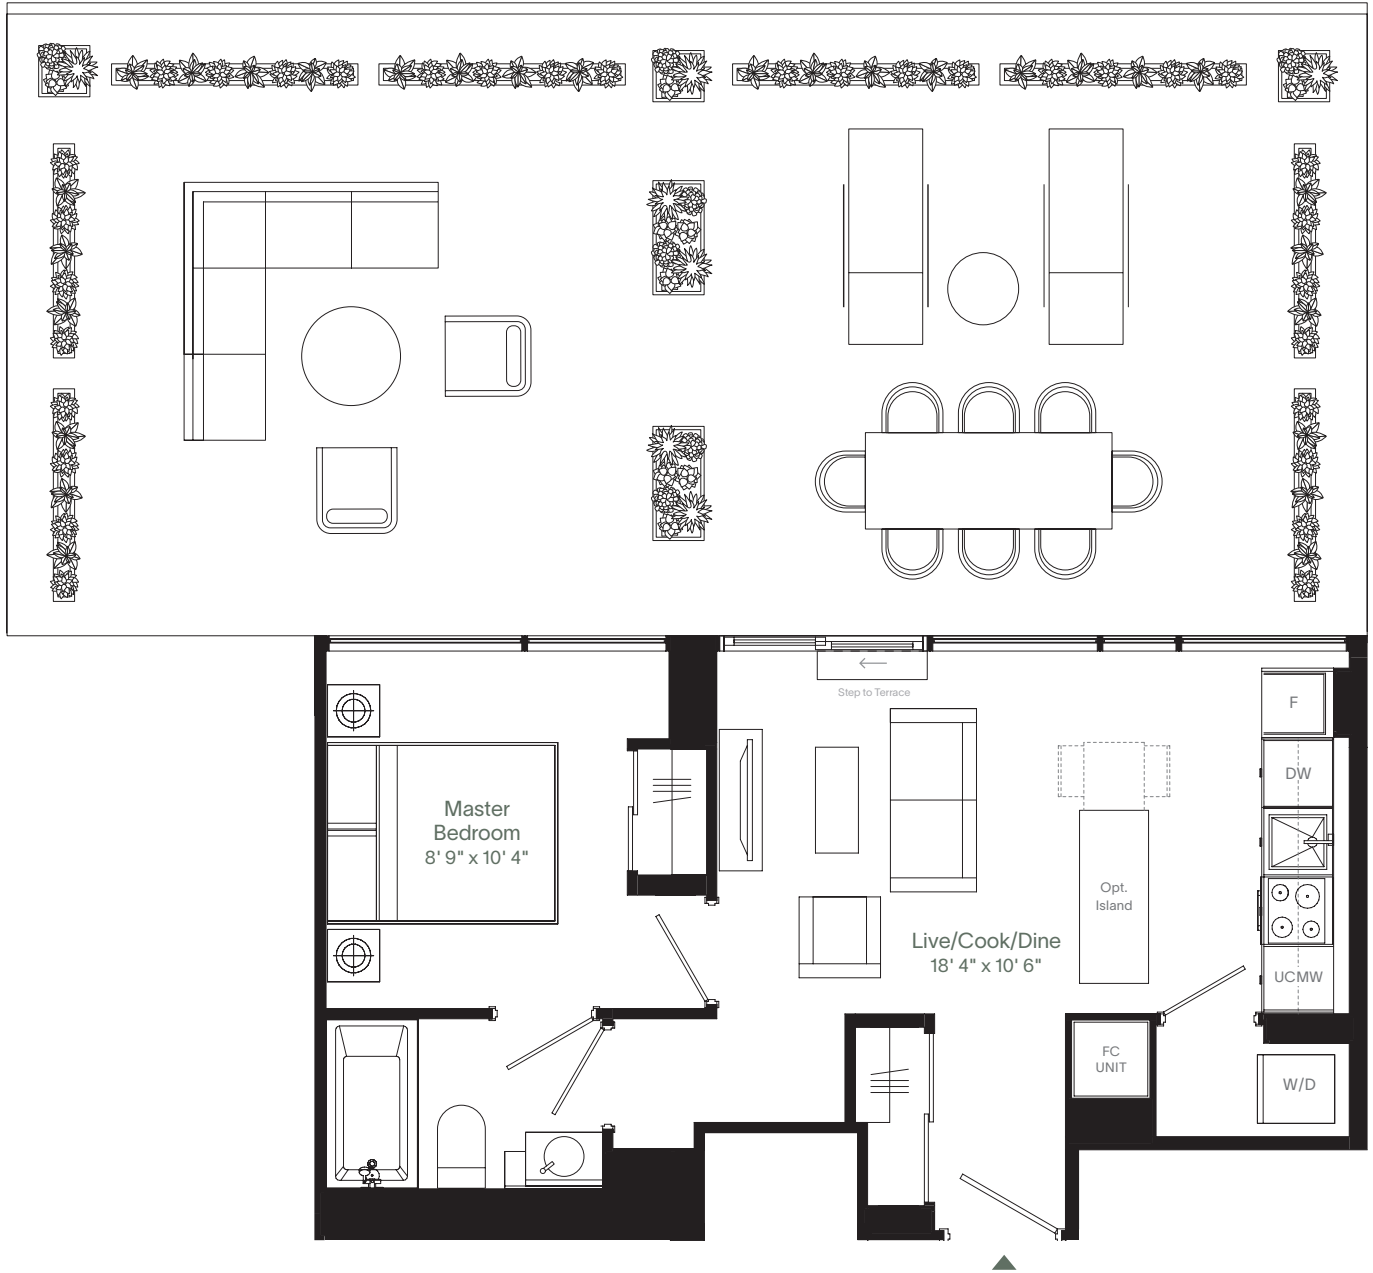 Step to Terrace
F
DW
Master
Bedroom
8' 9" x 10' 4"
Opt.
Island
Live/Cook/Dine
18' 4" x 10' 6"
UCMW
FC
UNIT
W/D